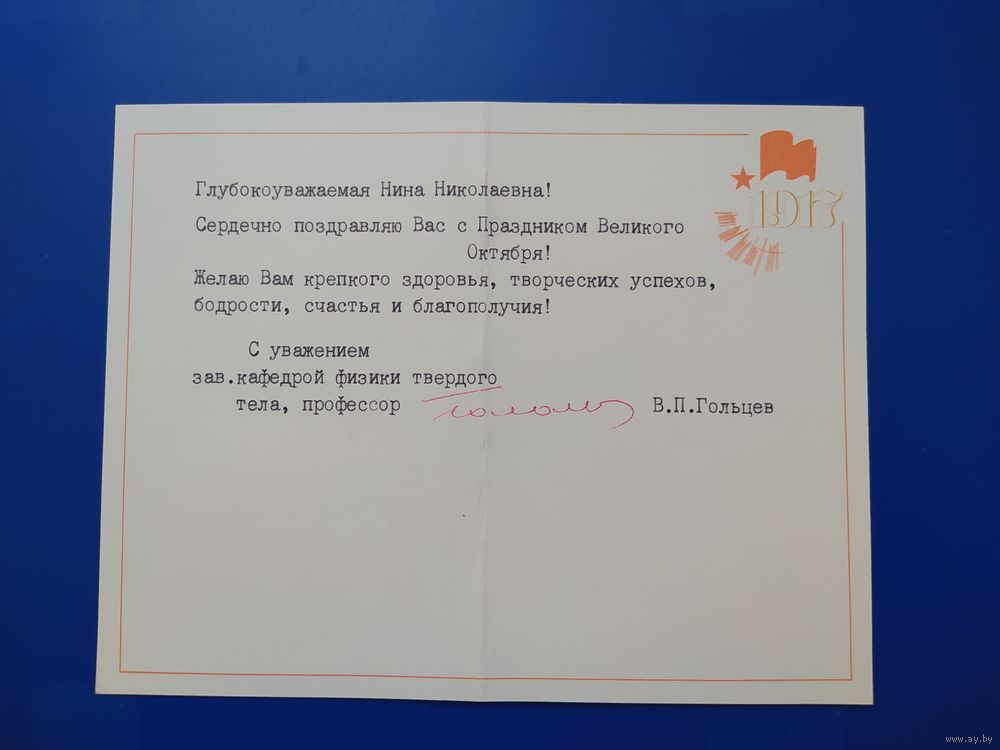 1917
Глубокоуважаемая Нина Николаевна!
Сердечно поздравляю Вас с Праздником Великого
Октября!
Желаю Вам крепкого здоровья, творческих успехов,
бодрости, счастья и благополучия!
С уважением
зав.кафедрой физики твердого
тела, профессор В.П.Гольцев
www.ay.by